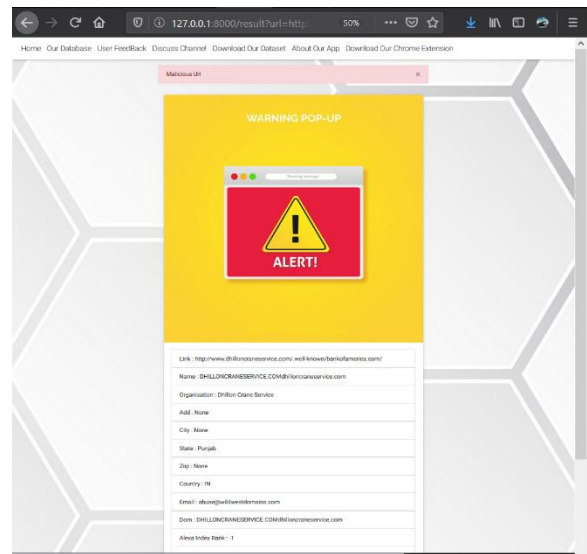 127.0.0.1:8000/result?url=http:/
50%
Home Our Database User FeedBack Discuss Channel Download Our Dataset About Our App Download Our Chrome Extension
Malicious Url
×
WARNING POP-UP
Warning message
ALERT!
Link : http://www.dhilloncraneservice.com/.well-known/bankofamerica.com/
Name : DHILLONCRANESERVICE.COMdhilloncraneservice.com
Organisation : Dhillon Crane Service
Add : None
City : None
State : Punjab
Ziip : None
Country : IN
Email : abuse@wildwestdomains.com
Dom : DHILLONCRANESERVICE.COMdhilloncraneservice.com
Alexa Index Rank : -1